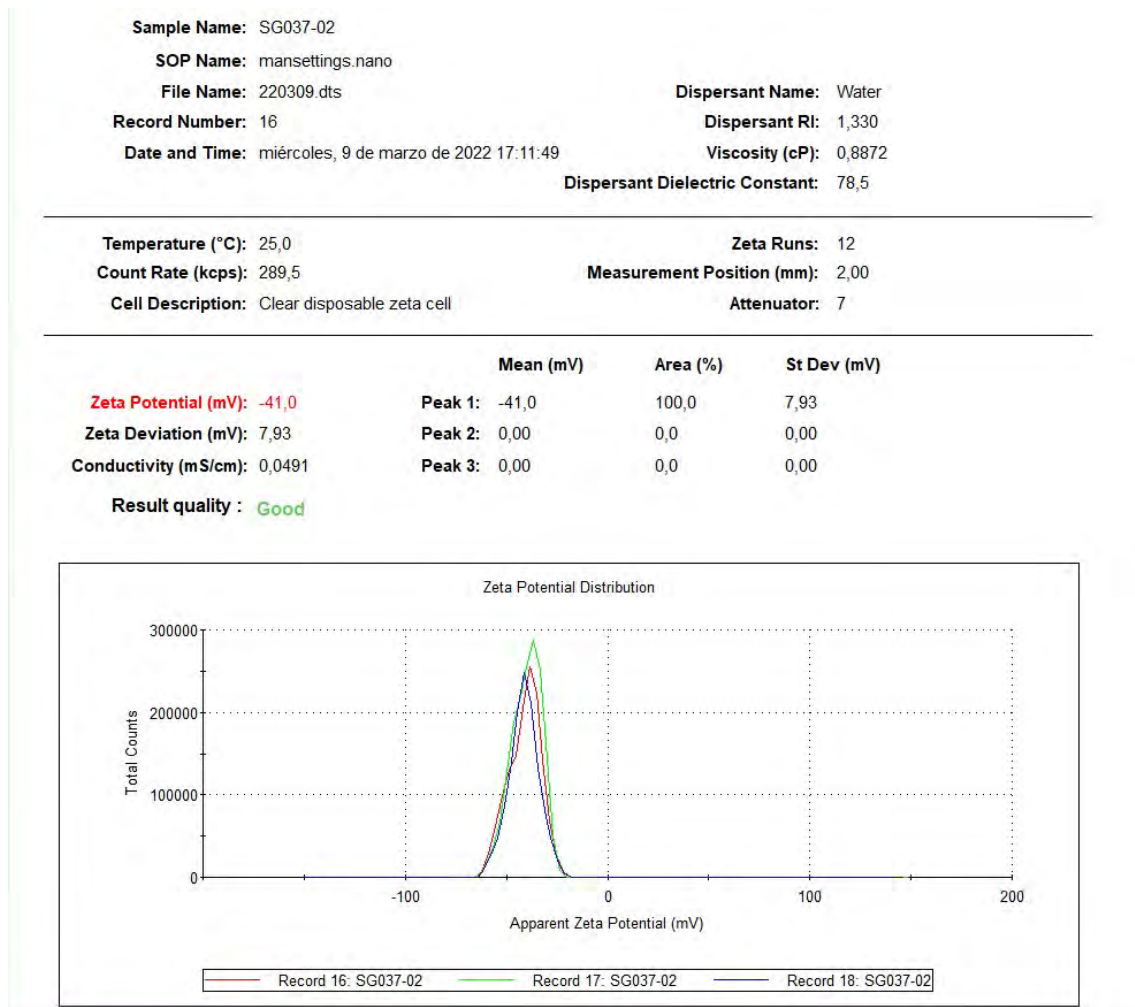 Sample Name: SG037-02
SOP Name: mansettings.nano
File Name: 220309.dts Dispersant Name: Water
Record Number: 16 Dispersant RI: 1,330
Date and Time: miércoles, 9 de marzo de 2022 17:11:49 Viscosity (cP): 0,8872
Dispersant Dielectric Constant: 78,5
Temperature (°C): 25,0 Zeta Runs: 12
Count Rate (kcps): 289,5 Measurement Position (mm): 2,00
Cell Description: Clear disposable zeta cell Attenuator: 7
Mean (mV) Area (%) St Dev (mV)
Zeta Potential (mV): -41,0 Peak 1: -41,0 100,0 7,93
Zeta Deviation (mV): 7,93 Peak 2: 0,00 0,0 0,00
Conductivity (mS/cm): 0,0491 Peak 3: 0,00 0,0 0,00
Result quality : Good
Zeta Potential Distribution
300000
200000
Total Counts
100000
0
-100 0 100 200
Apparent Zeta Potential (mV)
Record 16: SG037-02 Record 17: SG037-02 Record 18: SG037-02